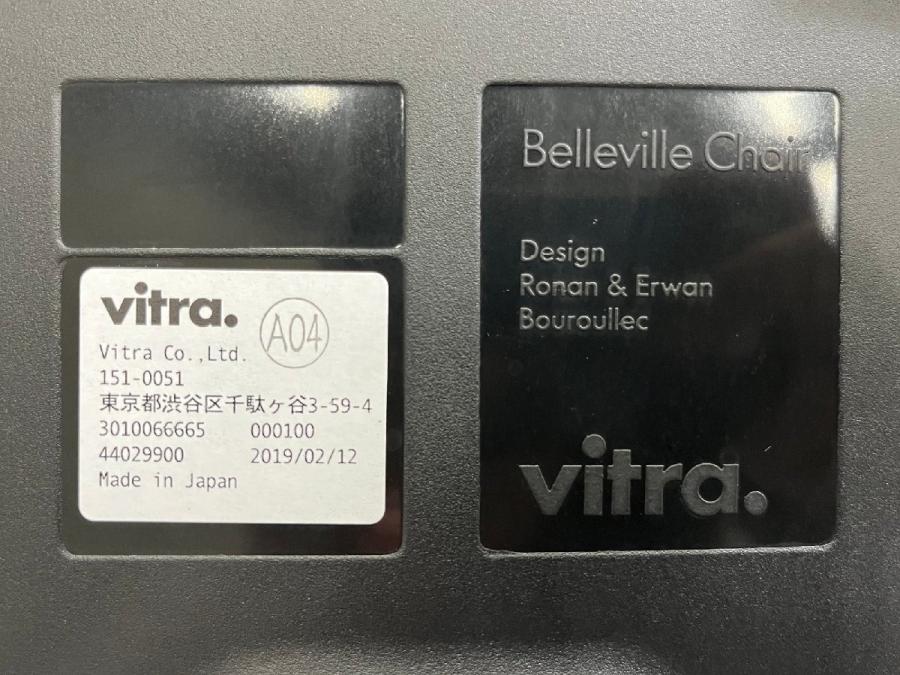 vitra.
A04
Vitra Co.,Ltd.
151-0051
東京都渋谷区千駄ヶ谷3-59-4
3010066665 000100
44029900 2019/02/12
Made in Japan
Belleville Chair
Design
Ronan & Erwan
Bouroullec
vitra.